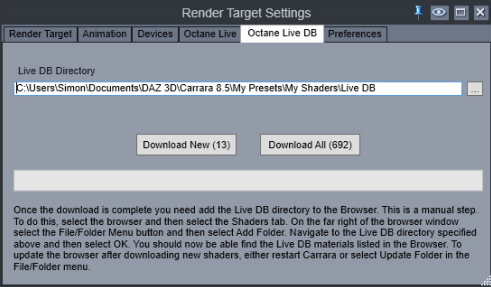 Render Target Settings
Render Target Animation Devices Octane Live Octane Live DB Preferences
Live DB Directory
C:\Users\Simon\Documents\DAZ 3D\Carrara 8.5\My Presets\My Shaders\Live DB ...
Download New (13) Download All (692)
Once the download is complete you need add the Live DB directory to the Browser. This is a manual step.
To do this, select the browser and then select the Shaders tab. On the far right of the browser window
select the File/Folder Menu button and then select Add Folder. Navigate to the Live DB directory specified
above and then select OK. You should now be able find the Live DB materials listed in the Browser. To
update the browser after downloading new shaders, either restart Carrara or select Update Folder in the
File/Folder menu.